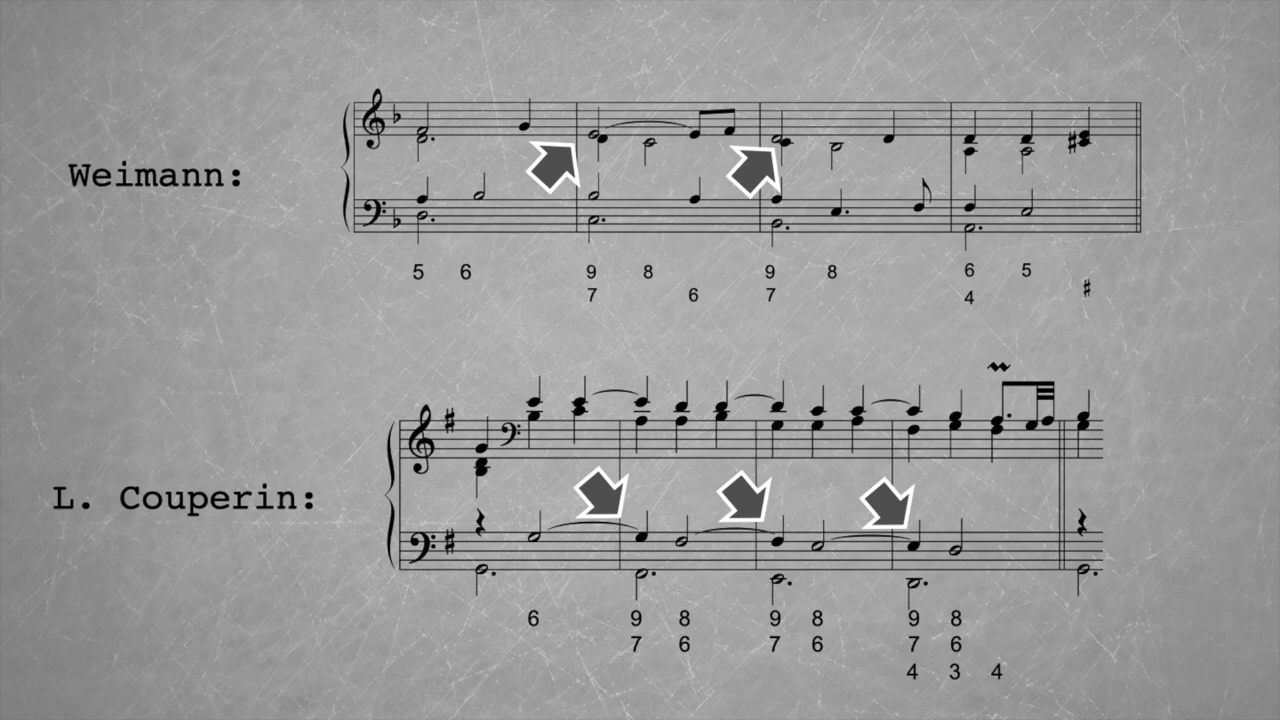 Weimann:
5 6 9 8 9 8 6 5
7 6 7 4 ♯
L. Couperin:
6 9 8 9 8 9 8
7 6 7 6 7 6
4 3 4